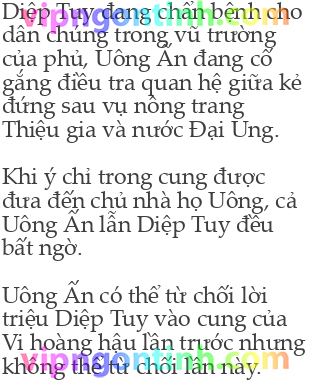 Diệp Tuy đang chẩn bệnh cho
dân chúng trong vũ trường
của phủ, Uông Ấn đang cố
gắng điều tra quan hệ giữa kẻ
đứng sau vụ nông trang
Thiệu gia và nước Đại Ung.
Khi ý chỉ trong cung được
đưa đến chủ nhà họ Uông, cả
Uông Ấn lẫn Diệp Tuy đều
bất ngờ.
Uông Ấn có thể từ chối lời
triệu Diệp Tuy vào cung của
Vi hoàng hậu lần trước nhưng
không thể từ chối lần này.
vipngontinh.com
vipngontinh.com